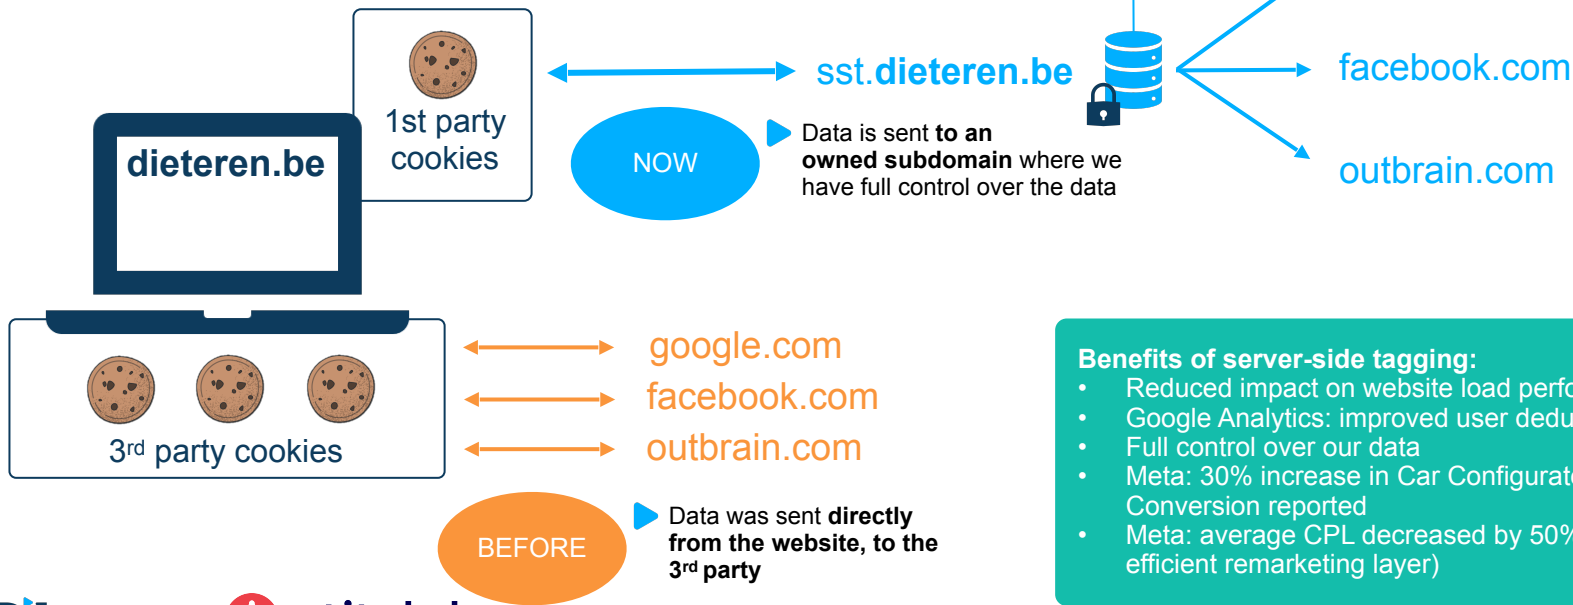 1st party
cookies
dieteren.be
sst.dieteren.be
facebook.com
outbrain.com
NOW
Data is sent to an
owned subdomain where we
have full control over the data
3rd party cookies
google.com
facebook.com
outbrain.com
BEFORE
Data was sent directly
from the website, to the
3rd party
Benefits of server-side tagging:
• Reduced impact on website load
• Google Analytics: improved user
• Full control over our data
• Meta: 30% increase in Car
Conversion reported
• Meta: average CPL decreased by 50%
efficient remarketing layer)